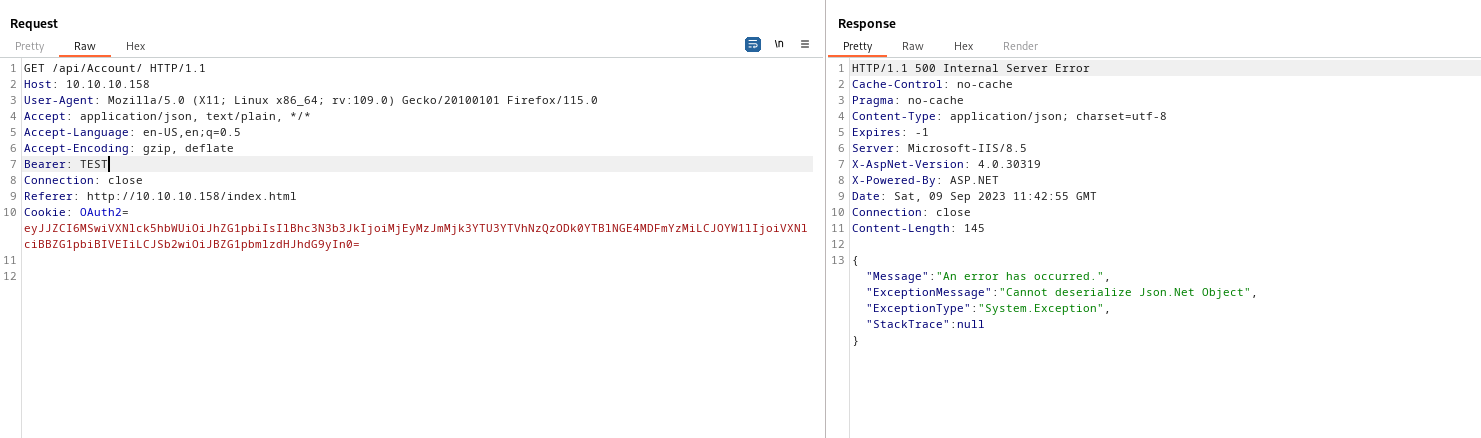 Request
Pretty Raw Hex \n
1 GET /api/Account/ HTTP/1.1
2 Host: 10.10.10.158
3 User-Agent: Mozilla/5.0 (X11; Linux x86_64; rv:109.0) Gecko/20100101 Firefox/115.0
4 Accept: application/json, text/plain, */*
5 Accept-Language: en-US,en;q=0.5
6 Accept-Encoding: gzip, deflate
7 Bearer: TEST
8 Connection: close
9 Referer: http://10.10.10.158/index.html
10 Cookie: OAuth2=
eyJJZCI6MSwiVXNlck5hbWUiOiJhZG1pbiIsIlBhc3N3b3JkIjoiMjEyMzJmMjk3YTU3YTVhNzQzODk0YTBlNGE4MDFmYzMiLCJOYW1lIjoiVXNl
ciBBZG1pbiBIVEIiLCJSb2wiOiJBZG1pbmlzdHJhdG9yIn0=
11
12
Response
Pretty Raw Hex Render
1 HTTP/1.1 500 Internal Server Error
2 Cache-Control: no-cache
3 Pragma: no-cache
4 Content-Type: application/json; charset=utf-8
5 Expires: -1
6 Server: Microsoft-IIS/8.5
7 X-AspNet-Version: 4.0.30319
8 X-Powered-By: ASP.NET
9 Date: Sat, 09 Sep 2023 11:42:55 GMT
10 Connection: close
11 Content-Length: 145
12
13 {
"Message":"An error has occurred.",
"ExceptionMessage":"Cannot deserialize Json.Net Object",
"ExceptionType":"System.Exception",
"StackTrace":null
}